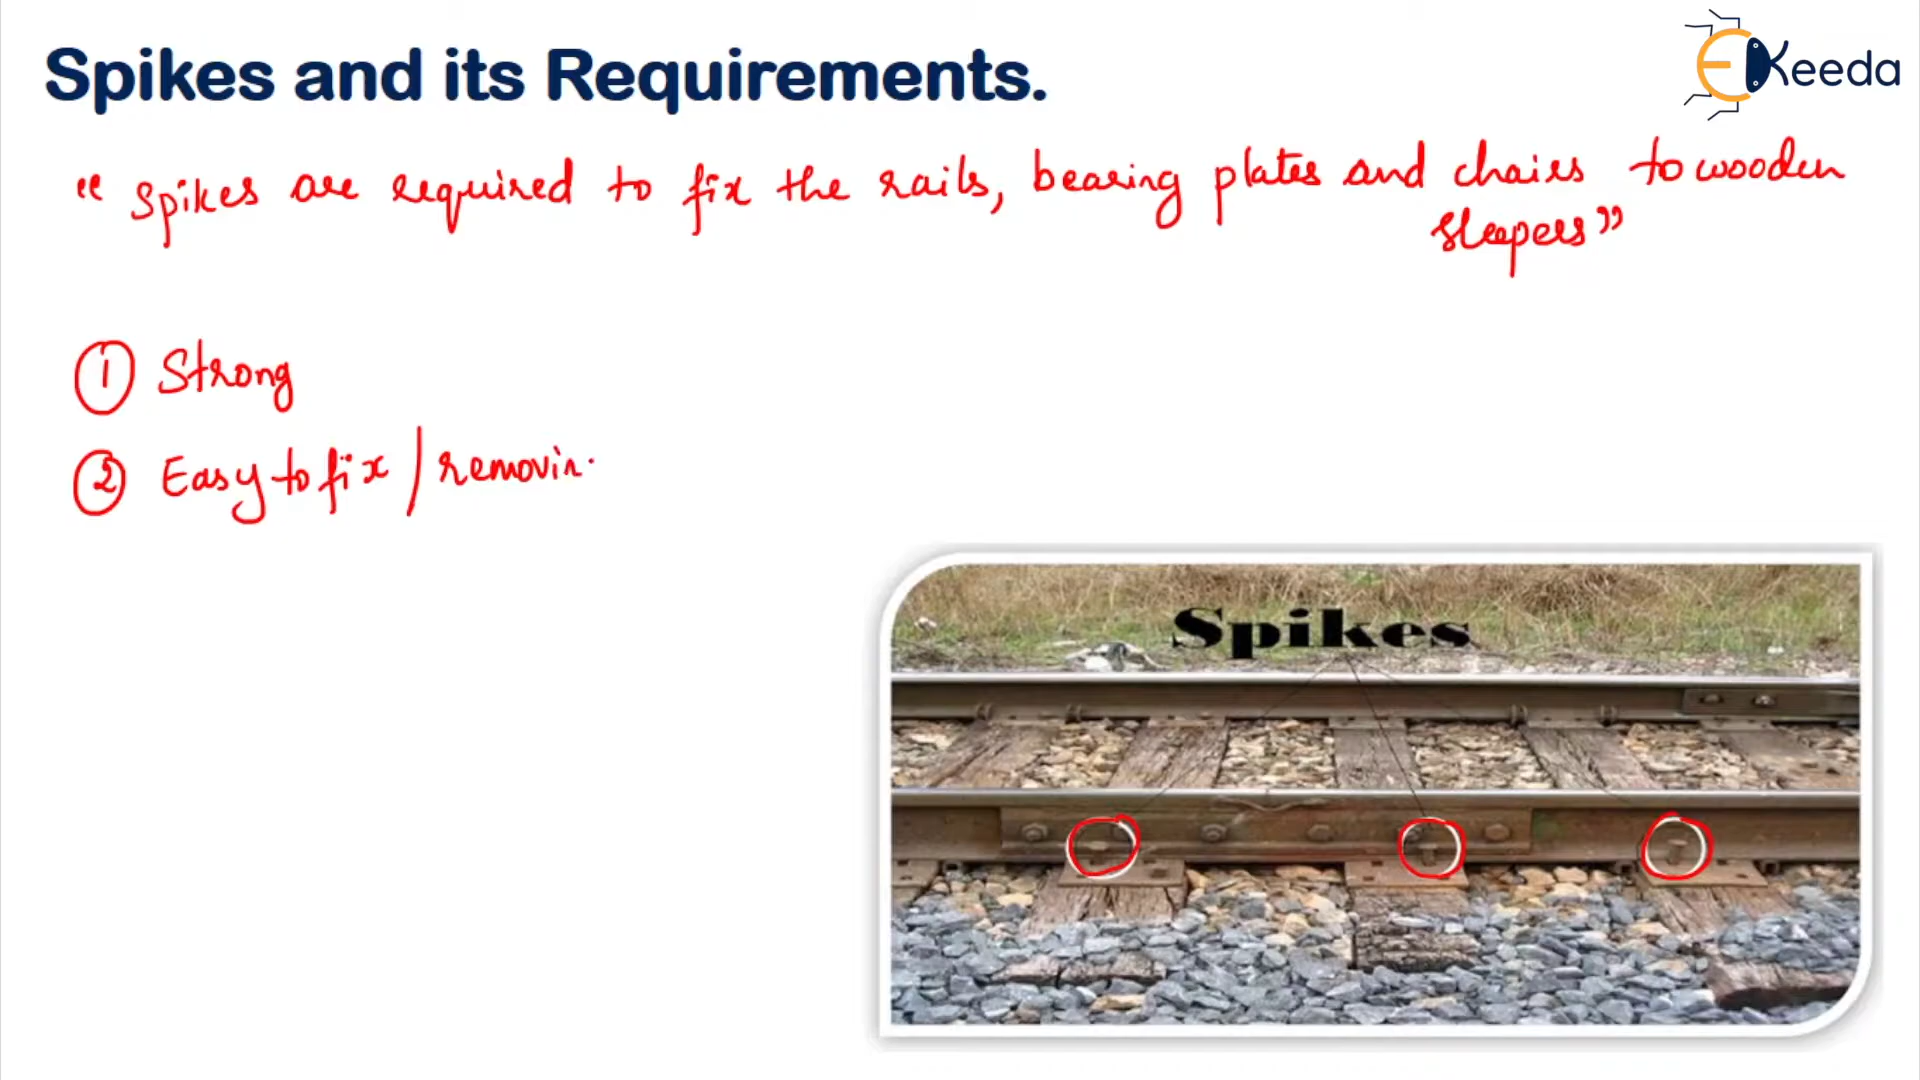 Spikes and its Requirements.
EKeeda
“ Spikes are required to fix the rails, bearing plates and chairs to wooden
sleepers”
① Strong
② Easy to fix / removin
Spikes